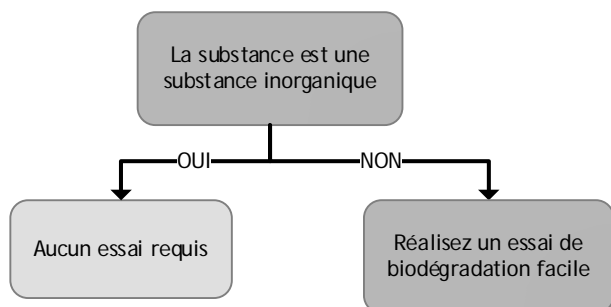 La substance est une
substance inorganique
OUI
NON
Aucun essai requis
Réalisez un essai de
biodégradation facile